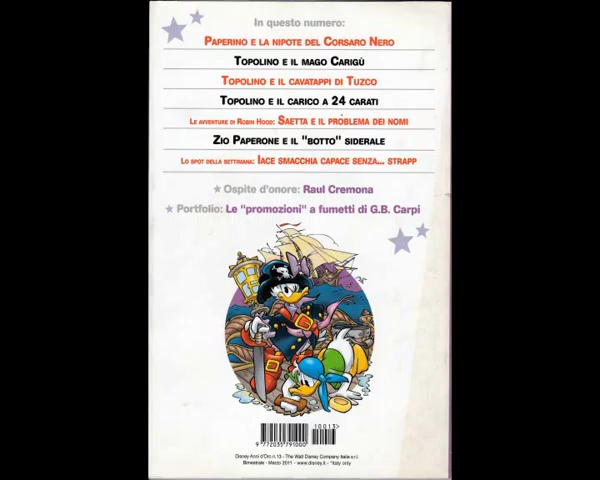 In questo numero:
Paperino e la nipote del Corsaro Nero
Topolino e il mago Carigù
Topolino e il cavatappi di Tuzco
Topolino e il carico a 24 carati
Le avventure di Robin Hood: Saetta e il problema dei nomi
Zio Paperone e il "botto" siderale
Lo spot della settimana: Iace smacchia capace senza... strapp
Ospite d'onore: Raul Cremona
Portfolio: Le "promozioni" a fumetti di G.B. Carpi
10013>
9 772035 791000
Disney Anni d'Oro n.13 - The Walt Disney Company Italia s.r.l.
Bimestrale - Marzo 2011 - www.disney.it - *Italy only